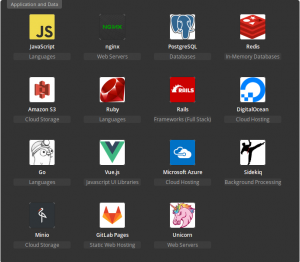 Application and Data
JS
NGINX
JavaScript
nginx
PostgreSQL
Redis
Languages
Web Servers
Databases
In-Memory Databases
RAILS
Amazon S3
Ruby
Rails
DigitalOcean
Cloud Storage
Languages
Frameworks (Full Stack)
Cloud Hosting
Go
Vue.js
Microsoft Azure
Sidekiq
Languages
Javascript UI Libraries
Cloud Hosting
Background Processing
Minio
GitLab Pages
Unicorn
Cloud Storage
Static Web Hosting
Web Servers